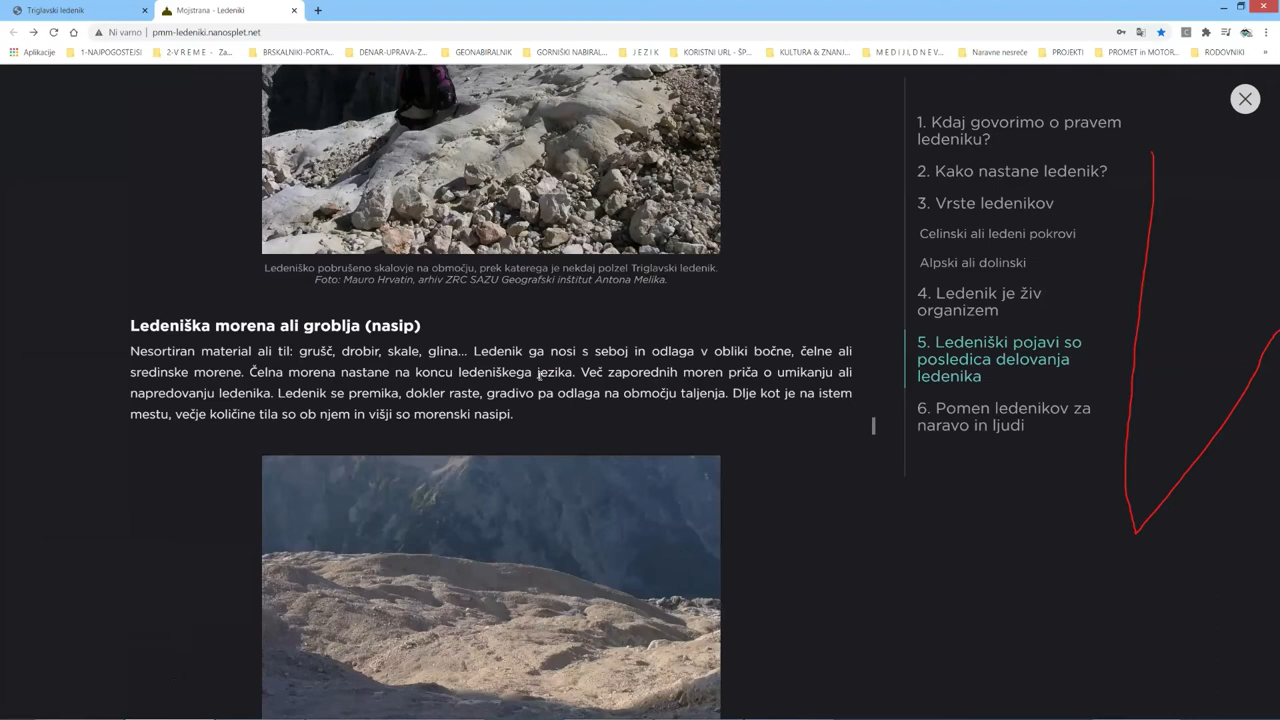 Triglavski ledenik
Mojstrana - Ledeniki
Ni varno | pmm-ledeniki.nanosplet.net
Aplikacije 1-NAJPOGOSTEJSI 2-V R E M E - Za... BRSKALNIKI-PORTA... DENAR-UPRAVA-Z... GEONABIRALNIK GORNIŠKI NABIRAL... J E Z I K KORISTNI URL - ŠP... KULTURA & ZNANJ... M E D I J I, D N E V... Naravne nesreče PROJEKTI PROMET in MOTOR... RODOVNIKI »
Ledeniško pobrušeno skalovje na območju, prek katerega je nekdaj polzel Triglavski ledenik.
Foto: Mauro Hrvatin, arhiv ZRC SAZU Geografski inštitut Antona Melika.
Ledeniška morena ali groblja (nasip)
Nesortiran material ali til: grušč, drobir, skale, glina... Ledenik ga nosi s seboj in odlaga v obliki bočne, čelne ali
sredinske morene. Čelna morena nastane na koncu ledeniškega jezika. Več zaporednih moren priča o umikanju ali
napredovanju ledenika. Ledenik se premika, dokler raste, gradivo pa odlaga na območju taljenja. Dlje kot je na istem
mestu, večje količine tila so ob njem in višji so morenski nasipi.
1. Kdaj govorimo o pravem
ledeniku?
2. Kako nastane ledenik?
3. Vrste ledenikov
Celinski ali ledeni pokrovi
Alpski ali dolinski
4. Ledenik je živ
organizem
5. Ledeniški pojavi so
posledica delovanja
ledenika
6. Pomen ledenikov za
naravo in ljudi